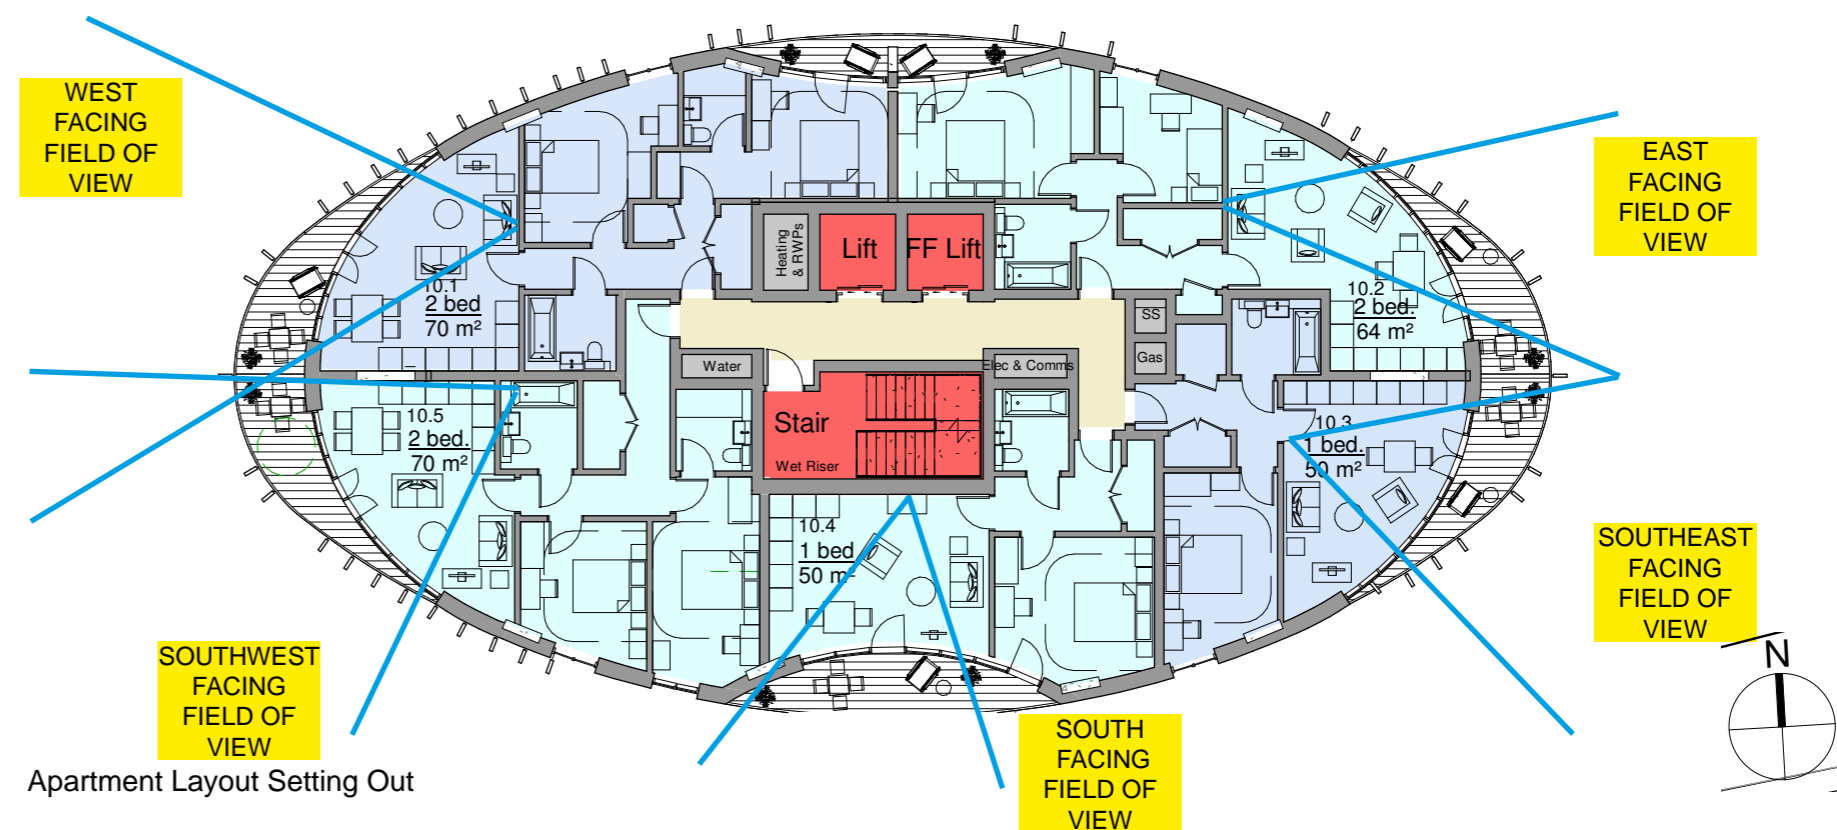 WEST
FACING
FIELD OF
VIEW
EAST
FACING
FIELD OF
VIEW
Heating
& RWPs
Lift
FF Lift
10.1
2 bed
70 m²
10.2
2 bed.
64 m²
SS
Gas
Water
Elec & Comms
Stair
Wet Riser
10.5
2 bed.
70 m²
10.3
1 bed.
50 m²
10.4
1 bed
50 m²
SOUTHEAST
FACING
FIELD OF
VIEW
SOUTHWEST
FACING
FIELD OF
VIEW
SOUTH
FACING
FIELD OF
VIEW
N
Apartment Layout Setting Out